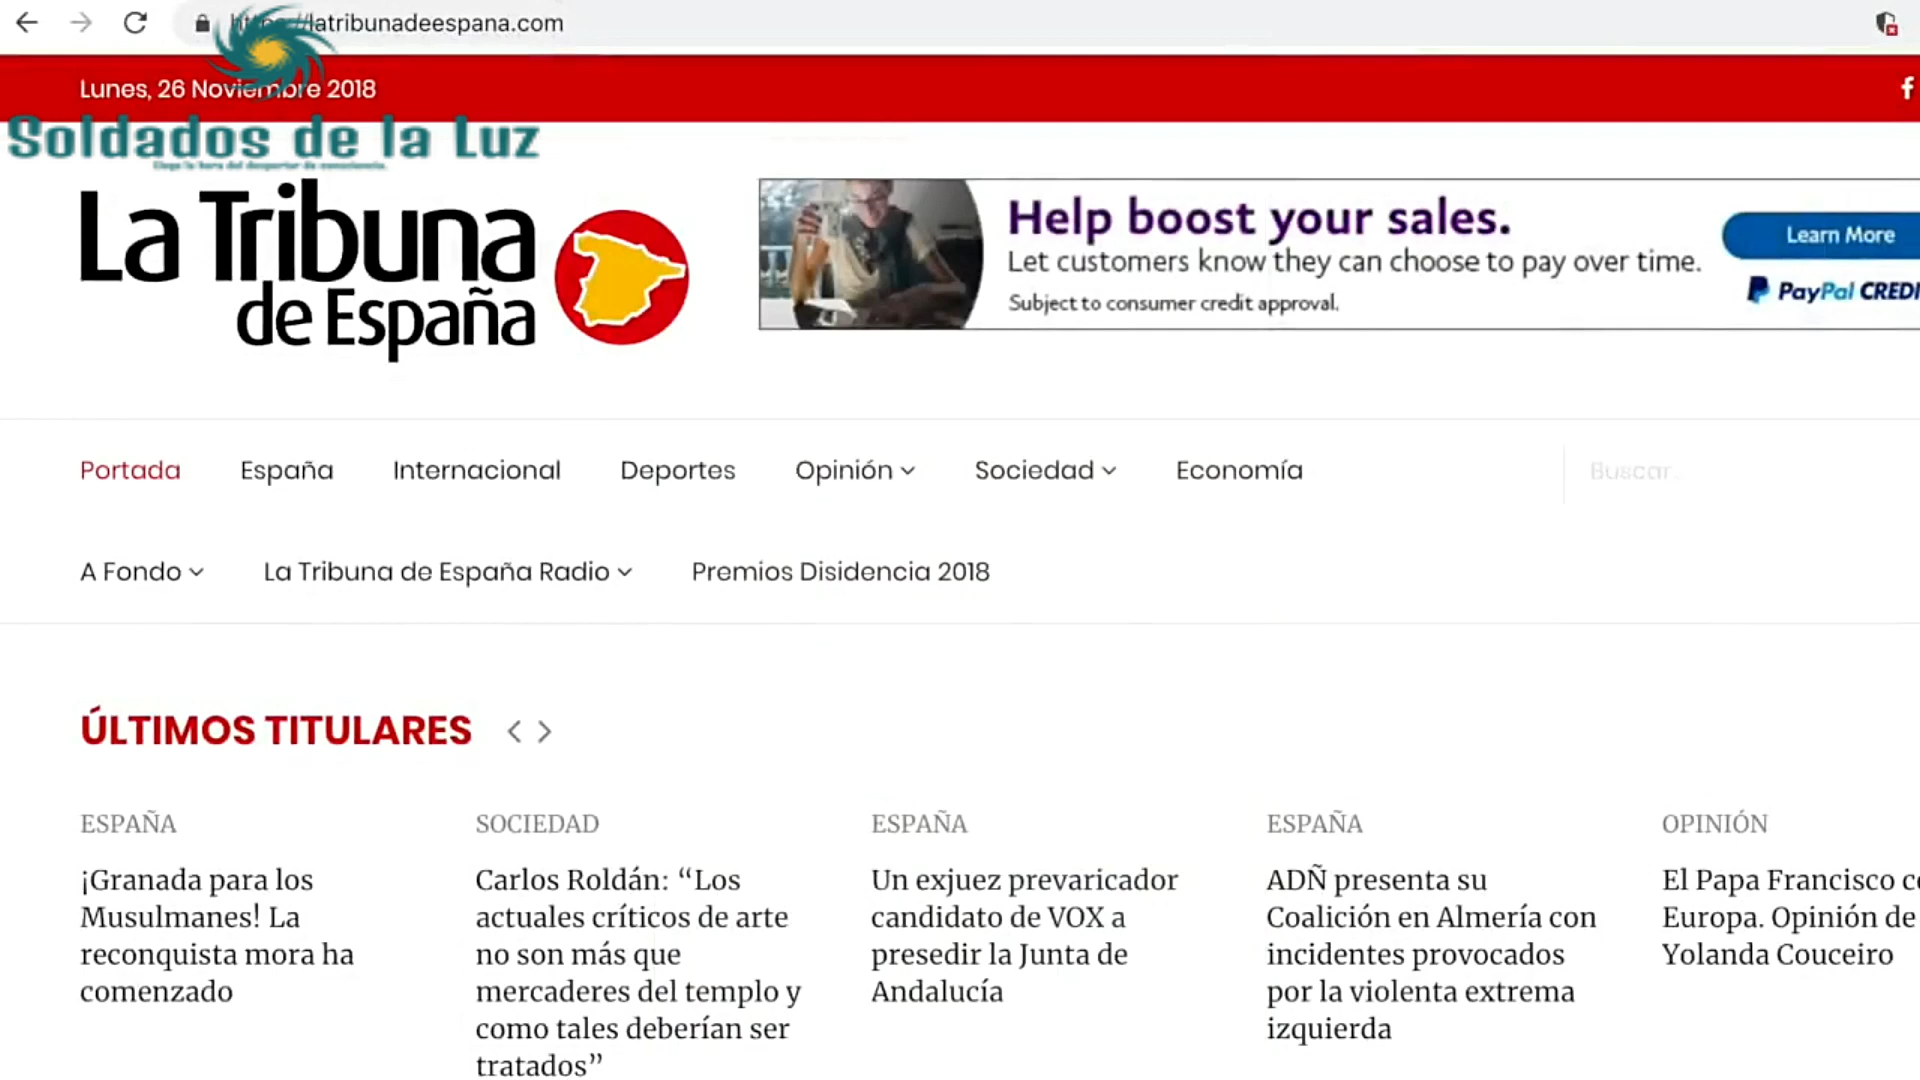 https://latribunadeespana.com
Lunes, 26 Noviembre 2018
Soldados de la Luz
La Tribuna
de España
Help boost your sales.
Let customers know they can choose to pay over time.
Subject to consumer credit approval.
Learn More
PayPal CREDI
Portada España Internacional Deportes Opinión Sociedad Economía
Buscar
A Fondo La Tribuna de España Radio Premios Disidencia 2018
ÚLTIMOS TITULARES
ESPAÑA
¡Granada para los
Musulmanes! La
reconquista mora ha
comenzado
SOCIEDAD
Carlos Roldán: “Los
actuales críticos de arte
no son más que
mercaderes del templo y
como tales deberían ser
tratados”
ESPAÑA
Un exjuez prevaricador
candidato de VOX a
presedir la Junta de
Andalucía
ESPAÑA
ADÑ presenta su
Coalición en Almería con
incidentes provocados
por la violenta extrema
izquierda
OPINIÓN
El Papa Francisco
Europa. Opinión de
Yolanda Couceiro